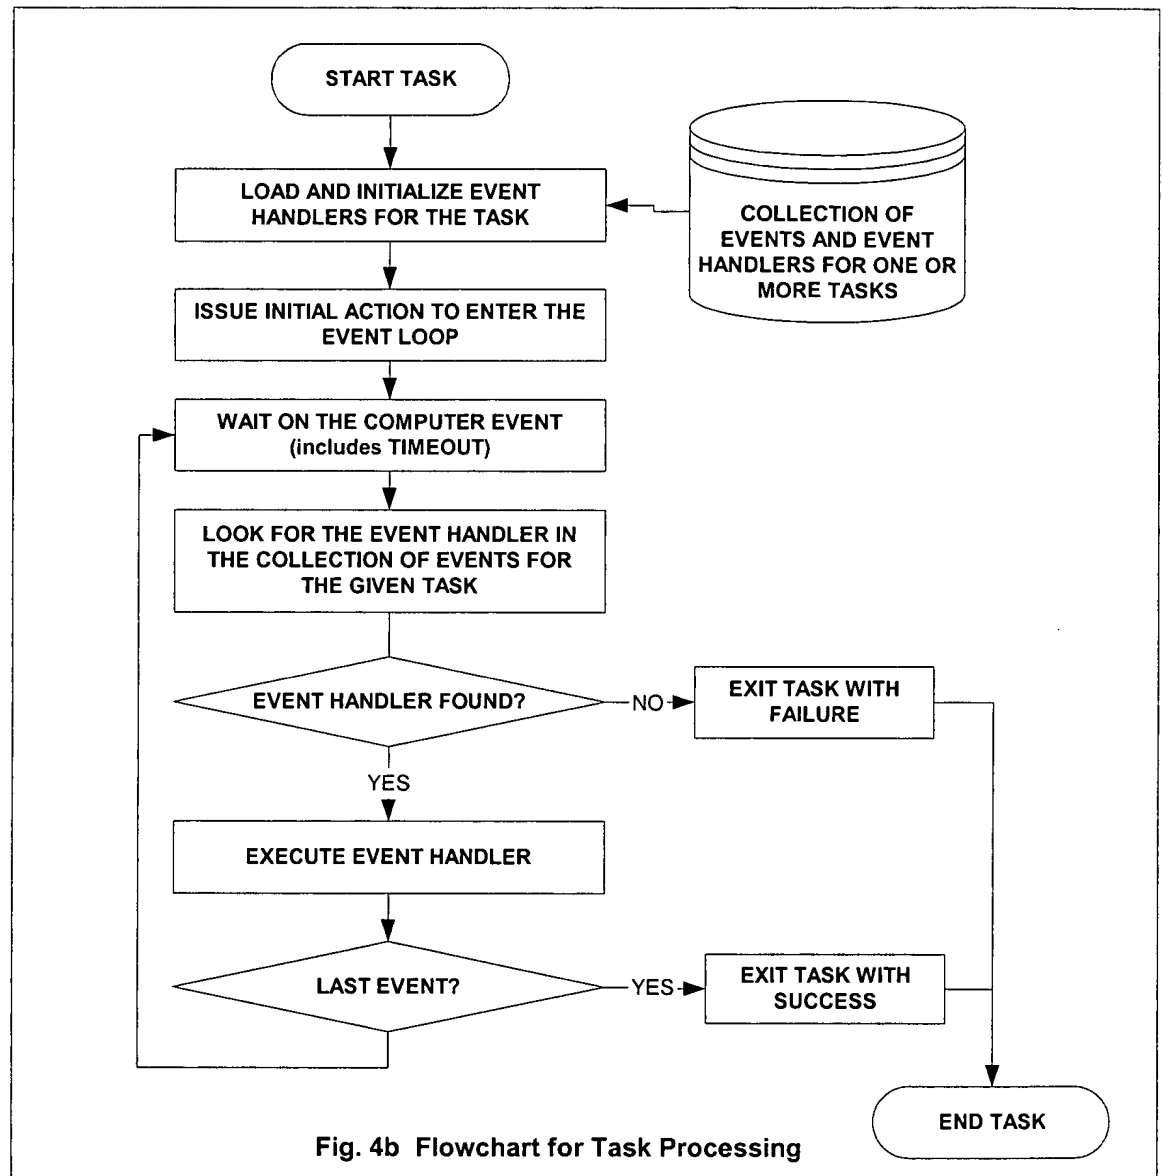 START TASK
LOAD AND INITIALIZE EVENT
HANDLERS FOR THE TASK
COLLECTION OF
EVENTS AND EVENT
HANDLERS FOR ONE OR
MORE TASKS
ISSUE INITIAL ACTION TO ENTER THE
EVENT LOOP
WAIT ON THE COMPUTER EVENT
(includes TIMEOUT)
LOOK FOR THE EVENT HANDLER IN
THE COLLECTION OF EVENTS FOR
THE GIVEN TASK
EVENT HANDLER FOUND?
NO
EXIT TASK WITH
FAILURE
YES
EXECUTE EVENT HANDLER
LAST EVENT?
YES
EXIT TASK WITH
SUCCESS
END TASK
Fig. 4b Flowchart for Task Processing